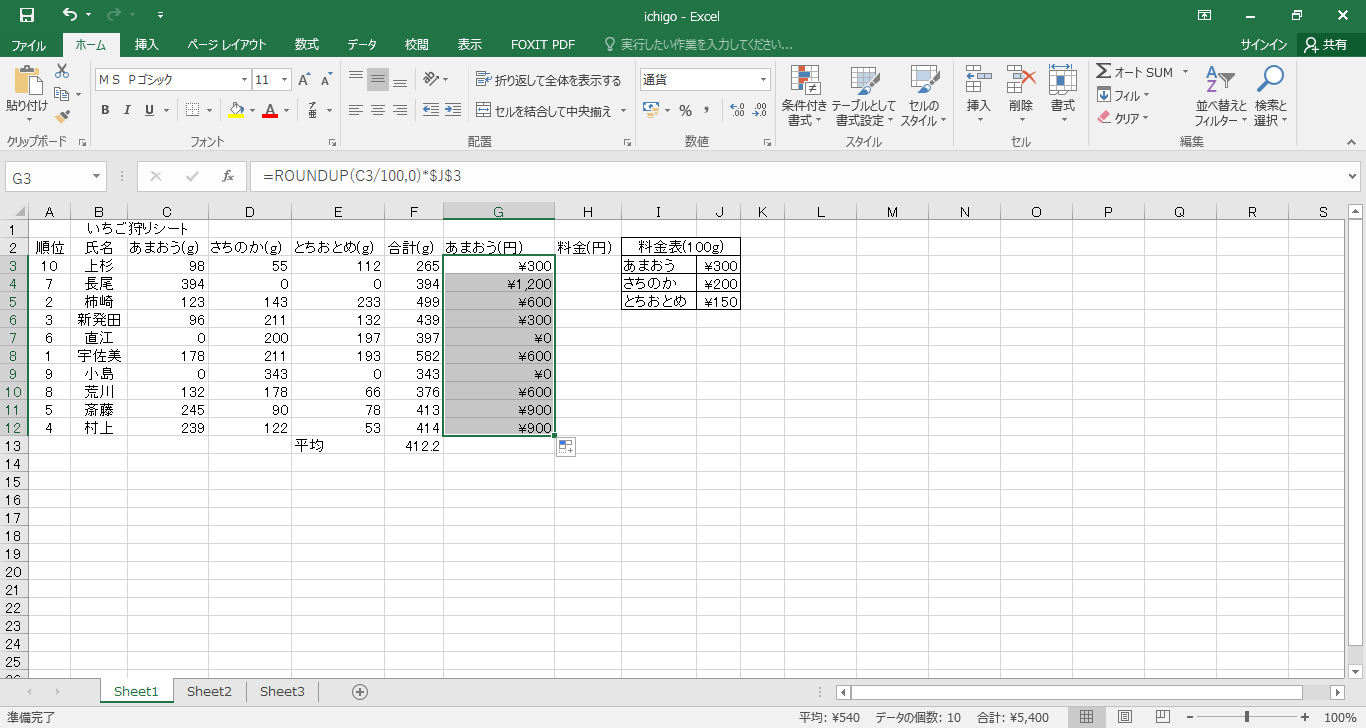 ichigo - Excel
ファイル ホーム 挿入 ページ レイアウト 数式 データ 校閲 表示 FOXIT PDF 実行したい作業を入力してください... サインイン 共有
貼り付け
クリップボード
ＭＳ Ｐゴシック 11
B I U A
フォント
折り返して全体を表示する
セルを結合して中央揃え
配置
通貨
%
数値
条件付き書式 テーブルとして書式設定 セルのスタイル
スタイル
挿入 削除 書式
セル
オート SUM
フィル
クリア
並べ替えとフィルター 検索と選択
編集
G3 fx =ROUNDUP(C3/100,0)*$J$3
A B C D E F G H I J K L M N O P Q R S
1 いちご狩りシート
2 順位 氏名 あまおう(g) さちのか(g) とちおとめ(g) 合計(g) あまおう(円) 料金(円) 料金表(100g)
3 10 上杉 98 55 112 265 ¥300 あまおう ¥300
4 7 長尾 394 0 0 394 ¥1,200 さちのか ¥200
5 2 柿崎 123 143 233 499 ¥600 とちおとめ ¥150
6 3 新発田 96 211 132 439 ¥300
7 6 直江 0 200 197 397 ¥0
8 1 宇佐美 178 211 193 582 ¥600
9 9 小島 0 343 0 343 ¥0
10 8 荒川 132 178 66 376 ¥600
11 5 斎藤 245 90 78 413 ¥900
12 4 村上 239 122 53 414 ¥900
13 平均 412.2
14
15
16
17
18
19
20
21
22
23
24
25
Sheet1 Sheet2 Sheet3
準備完了 平均: ¥540 データの個数: 10 合計: ¥5,400 100%